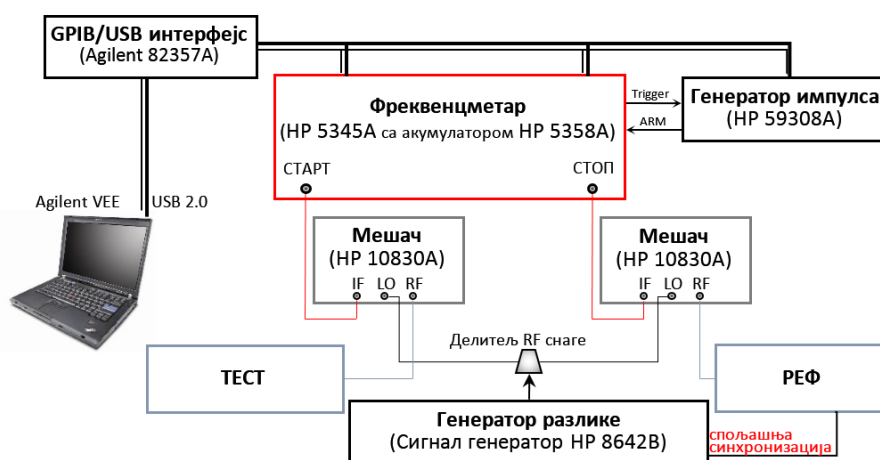 GPIB/USB интерфејс
(Agilent 82357A)
Фреквенцметар
(HP 5345A са акумулатором HP 5358A)
СТАРТ
СТОП
Trigger
ARM
Генератор импулса
(HP 59308A)
Agilent VEE
USB 2.0
Мешач
(HP 10830A)
IF LO RF
Мешач
(HP 10830A)
IF LO RF
Делитељ RF снаге
ТЕСТ
РЕФ
Генератор разлике
(Сигнал генератор HP 8642B)
спољашња
синхронизација